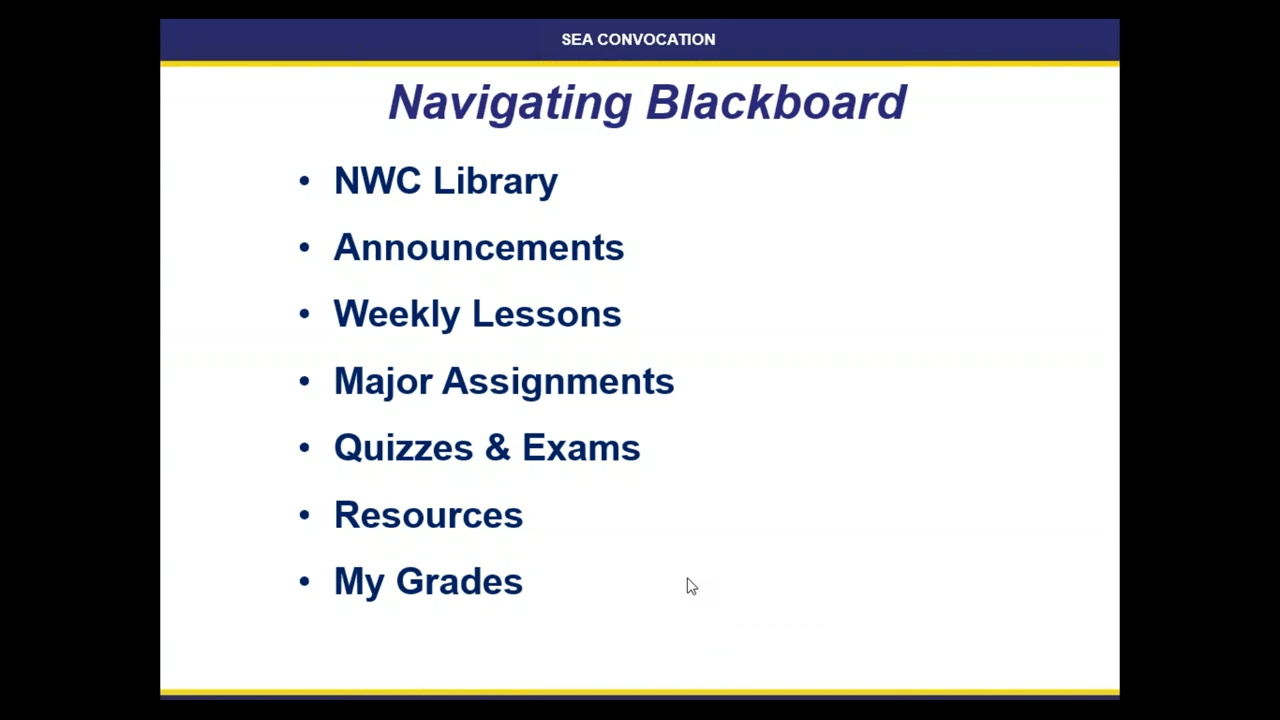 SEA CONVOCATION
Navigating Blackboard
• NWC Library
• Announcements
• Weekly Lessons
• Major Assignments
• Quizzes & Exams
• Resources
• My Grades